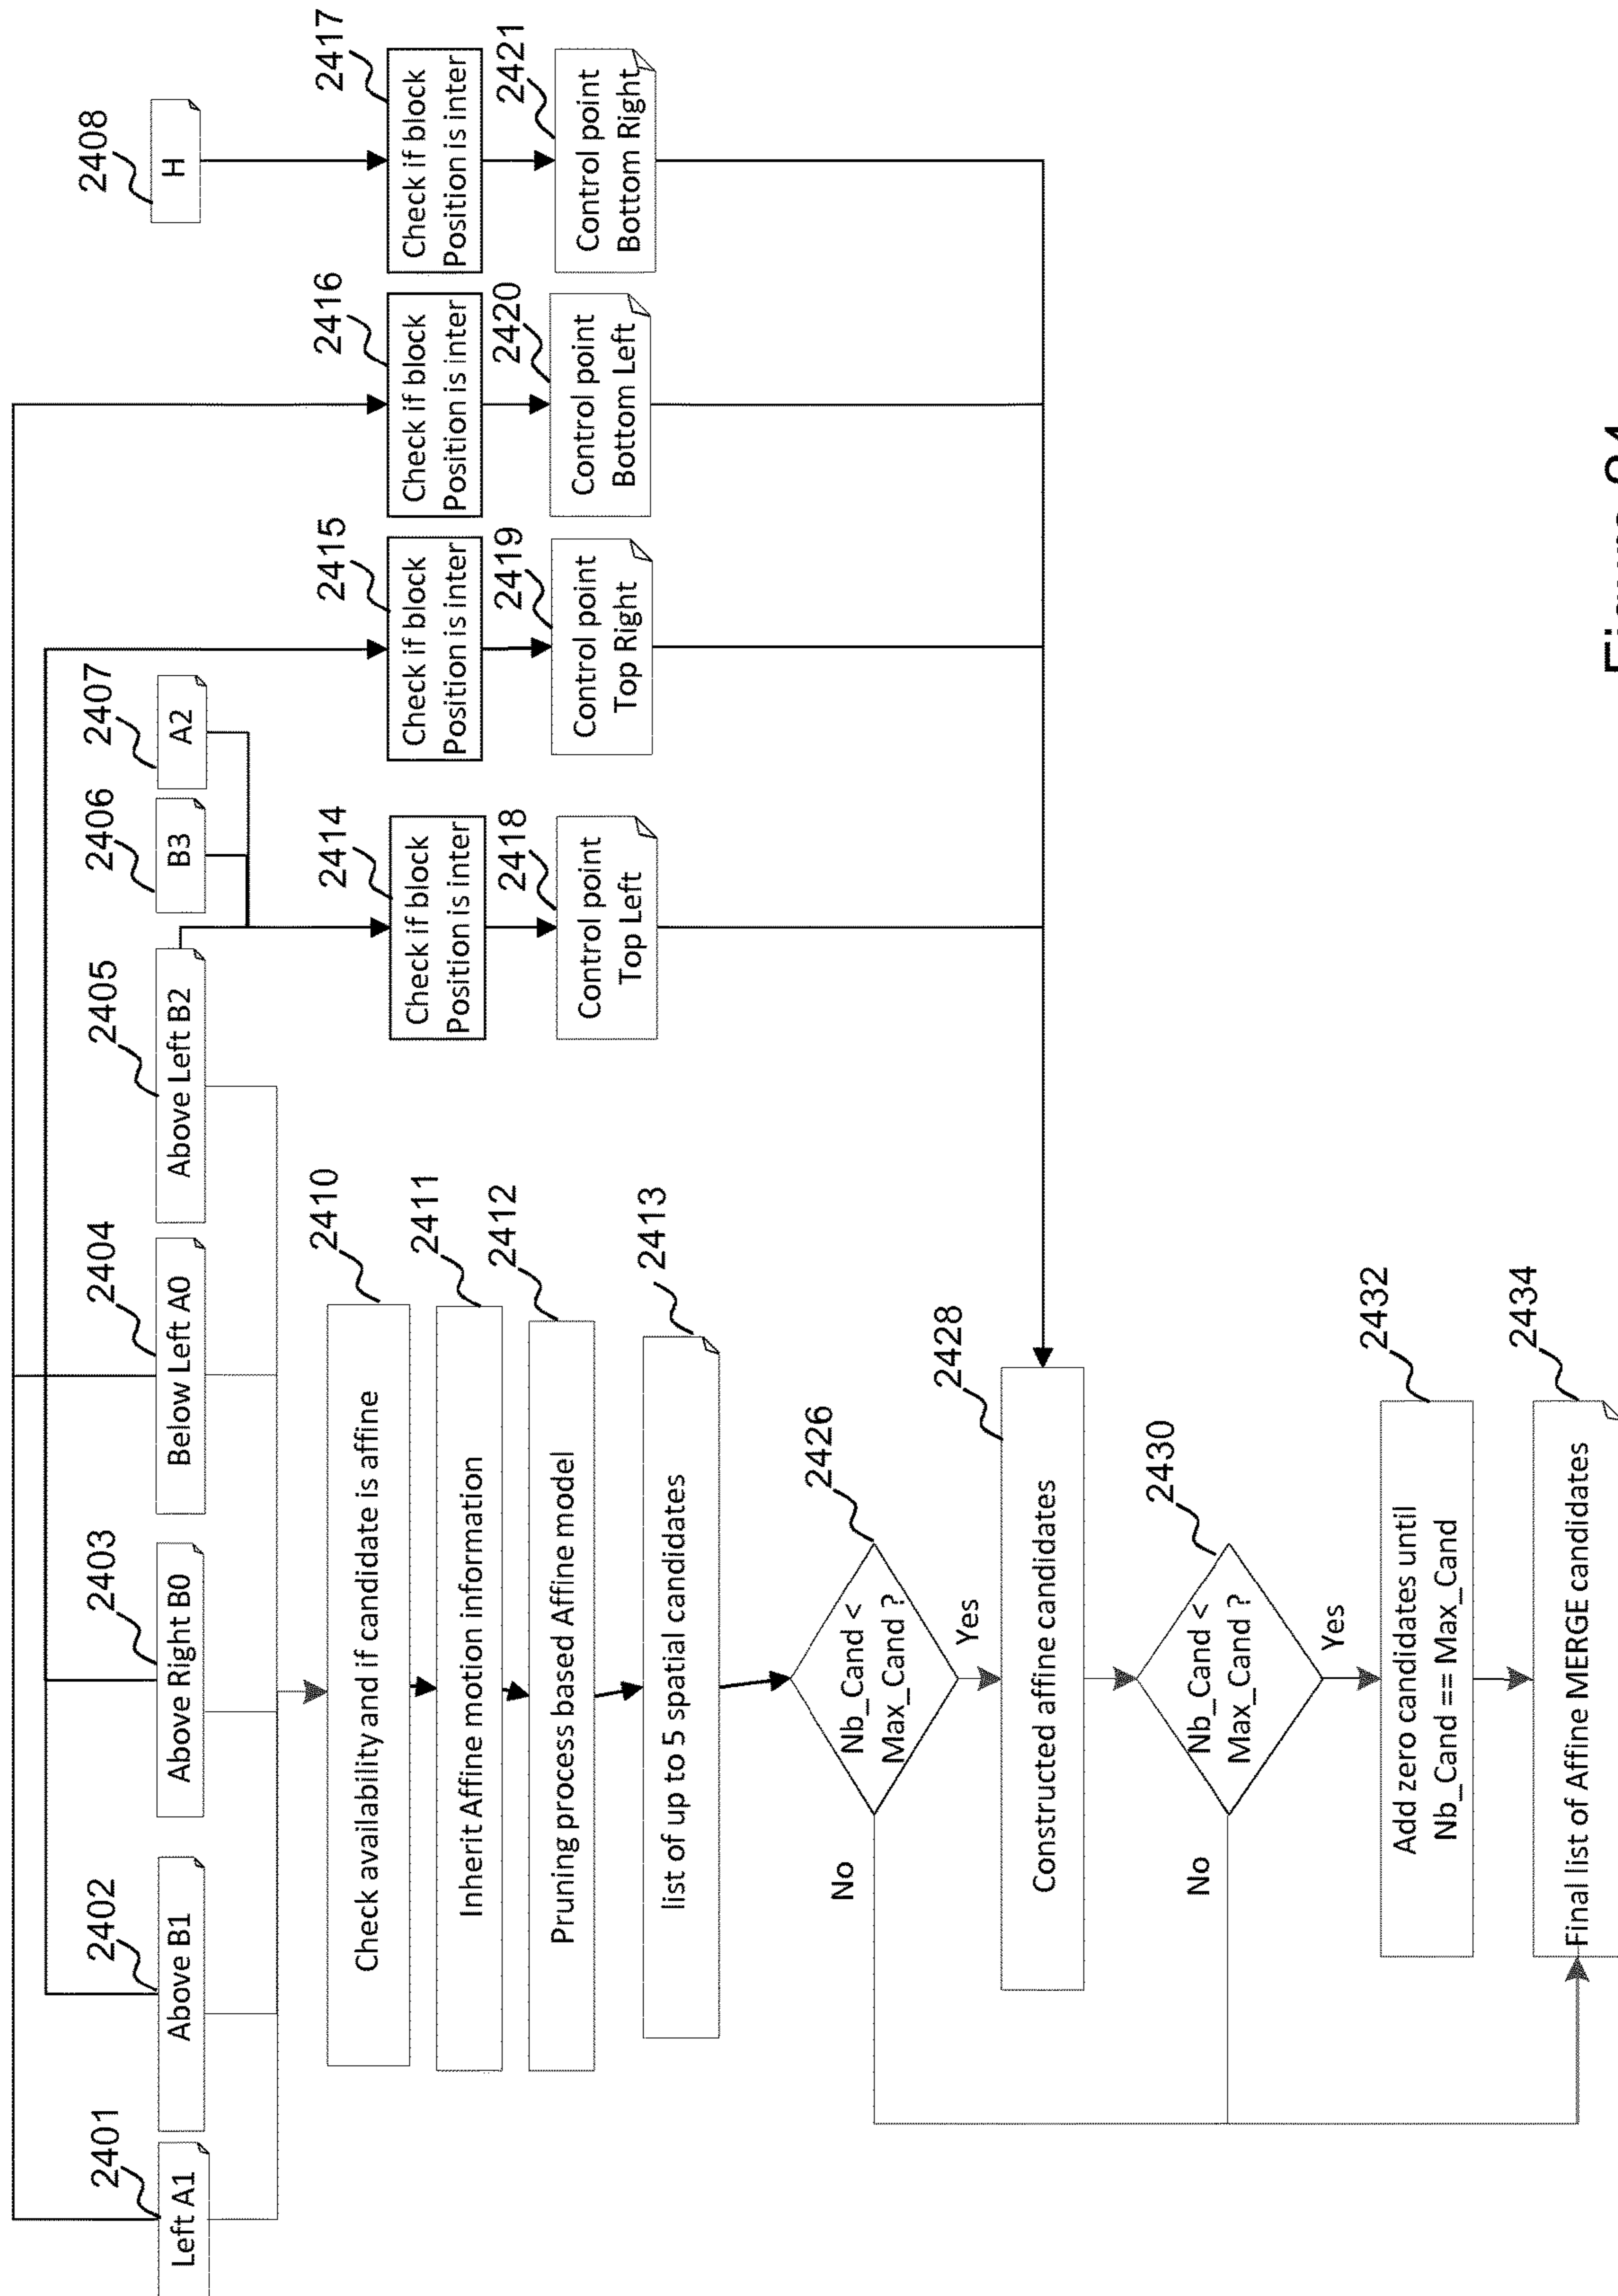 2401
Left A1
2402
Above B1
2403
Above Right B0
2404
Below Left A0
2405
Above Left B2
2406
B3
2407
A2
2408
H
2410
Check availability and if candidate is affine
2411
Inherit Affine motion information
2412
Pruning process based Affine model
2413
list of up to 5 spatial candidates
2414
Check if block
Position is inter
2415
Check if block
Position is inter
2416
Check if block
Position is inter
2417
Check if block
Position is inter
2418
Control point
Top Left
2419
Control point
Top Right
2420
Control point
Bottom Left
2421
Control point
Bottom Right
2426
Nb_Cand <
Max_Cand ?
No
Yes
2428
Constructed affine candidates
2430
Nb_Cand <
Max_Cand ?
No
Yes
2432
Add zero candidates until
Nb_Cand == Max_Cand
2434
Final list of Affine MERGE candidates